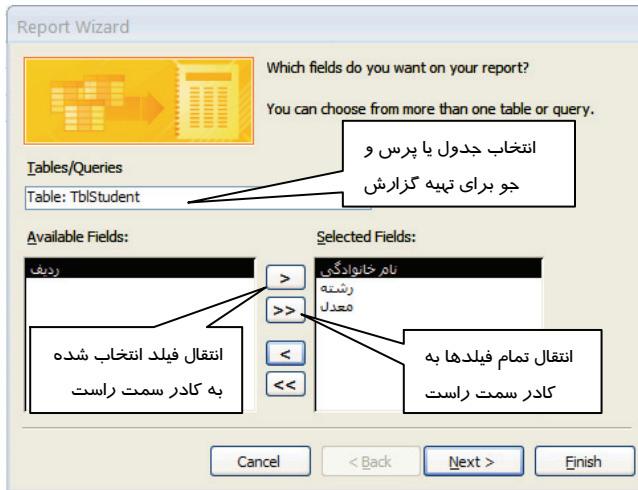 Report Wizard
Which fields do you want on your report?
You can choose from more than one table or query.
انتخاب جدول یا پرس و
جو برای تهیه گزارش
Tables/Queries
Table: TblStudent
Available Fields:
Selected Fields:
ردیف
نام خانوادگی
رشته
معدل
>
>>
<
<<
انتقال فیلد انتخاب شده
به کادر سمت راست
انتقال تمام فیلدها به
کادر سمت راست
Cancel
< Back
Next >
Finish